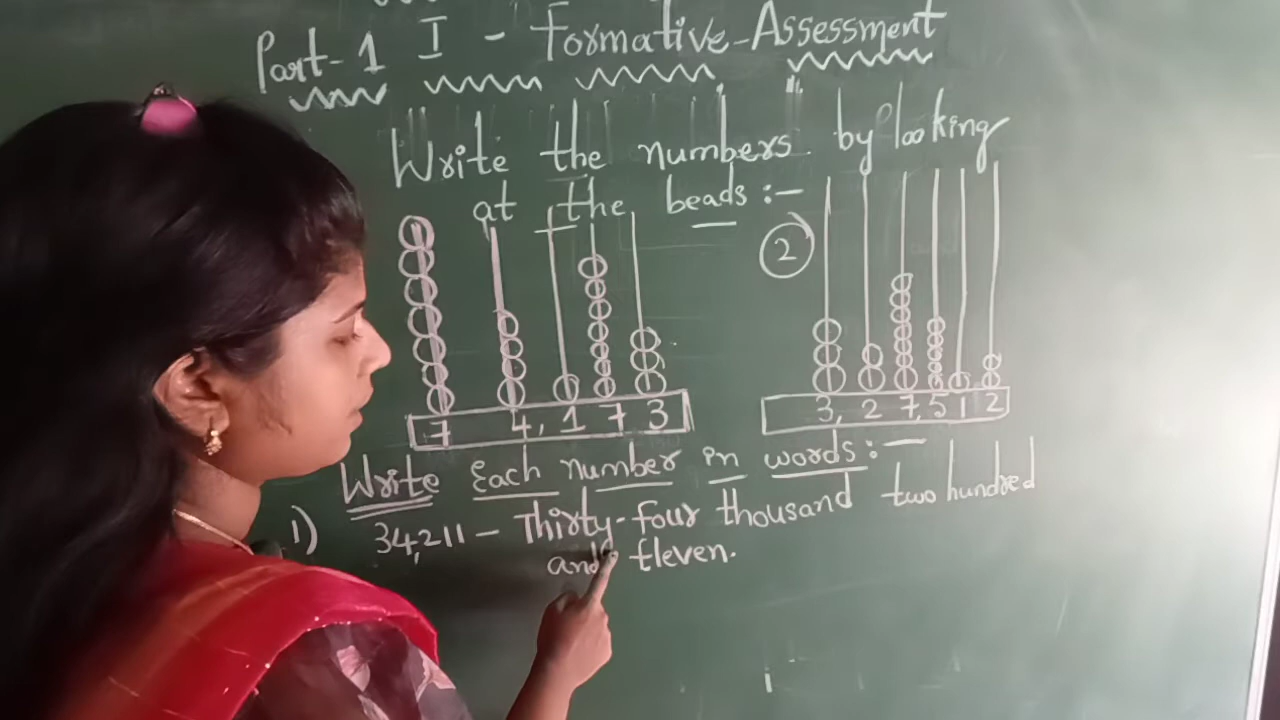 Part-1 I - Formative-Assessment
Write the numbers by looking
at the beads :-
2
7 4, 1 7 3
3, 2 7, 5 1 2
Write Each number in words :-
1) 34,211 - Thirty-four thousand two hundred
and Eleven.